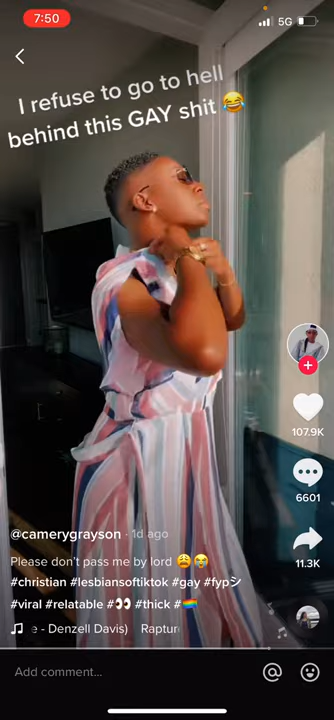 7:50
5G
I refuse to go to hell
behind this GAY shit 😂
107.9K
6601
11.3K
@camerygrayson · 1d ago
Please don't pass me by lord 😩😭
#christian #lesbiansoftiktok #gay #fypシ
#viral #relatable #👀 #thick #🏳️‍🌈
e - Denzell Davis) Raptur
Add comment...